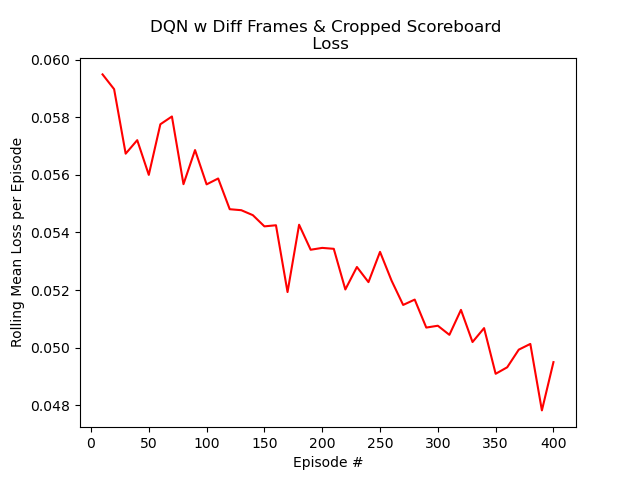 DQN w Diff Frames & Cropped Scoreboard
Loss
0.060
0.058
0.056
0.054
0.052
0.050
0.048
Rolling Mean Loss per Episode
0 50 100 150 200 250 300 350 400
Episode #